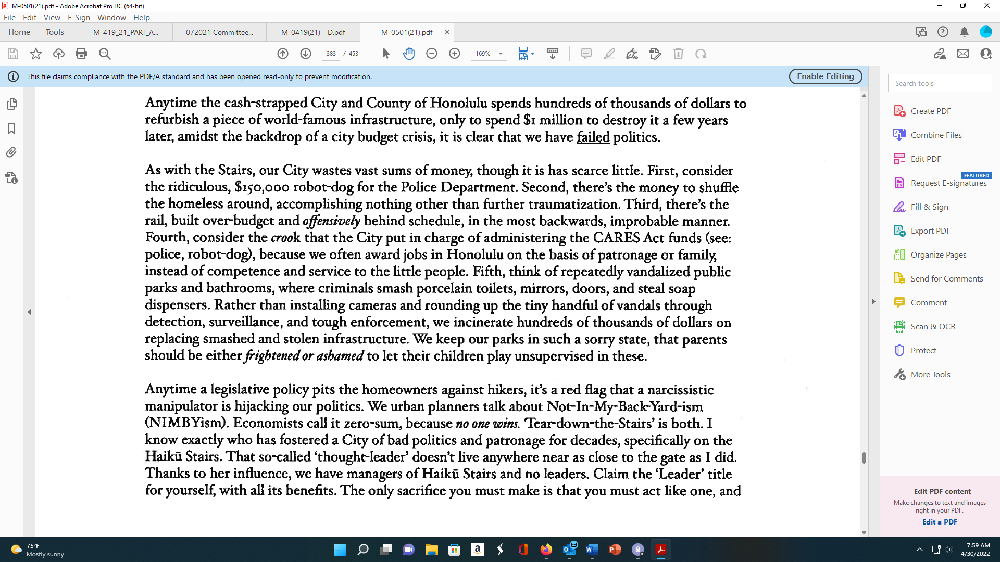 M-0501(21).pdf - Adobe Acrobat Pro DC (64-bit)
File Edit View E-Sign Window Help
Home Tools M-419_21_PART_A... 072021 Committee... M-0419(21) - D.pdf M-0501(21).pdf ×
383 / 453 169%
This file claims compliance with the PDF/A standard and has been opened read-only to prevent modification. Enable Editing
Anytime the cash-strapped City and County of Honolulu spends hundreds of thousands of dollars to
refurbish a piece of world-famous infrastructure, only to spend $1 million to destroy it a few years
later, amidst the backdrop of a city budget crisis, it is clear that we have failed politics.
As with the Stairs, our City wastes vast sums of money, though it is has scarce little. First, consider
the ridiculous, $150,000 robot-dog for the Police Department. Second, there's the money to shuffle
the homeless around, accomplishing nothing other than further traumatization. Third, there's the
rail, built over-budget and offensively behind schedule, in the most backwards, improbable manner.
Fourth, consider the crook that the City put in charge of administering the CARES Act funds (see:
police, robot-dog), because we often award jobs in Honolulu on the basis of patronage or family,
instead of competence and service to the little people. Fifth, think of repeatedly vandalized public
parks and bathrooms, where criminals smash porcelain toilets, mirrors, doors, and steal soap
dispensers. Rather than installing cameras and rounding up the tiny handful of vandals through
detection, surveillance, and tough enforcement, we incinerate hundreds of thousands of dollars on
replacing smashed and stolen infrastructure. We keep our parks in such a sorry state, that parents
should be either frightened or ashamed to let their children play unsupervised in these.
Anytime a legislative policy pits the homeowners against hikers, it's a red flag that a narcissistic
manipulator is hijacking our politics. We urban planners talk about Not-In-My-Back-Yard-ism
(NIMBYism). Economists call it zero-sum, because no one wins. 'Tear-down-the-Stairs' is both. I
know exactly who has fostered a City of bad politics and patronage for decades, specifically on the
Haikū Stairs. That so-called 'thought-leader' doesn't live anywhere near as close to the gate as I did.
Thanks to her influence, we have managers of Haikū Stairs and no leaders. Claim the 'Leader' title
for yourself, with all its benefits. The only sacrifice you must make is that you must act like one, and
Search tools
Create PDF
Combine Files
Edit PDF
FEATURED
Request E-signatures
Fill & Sign
Export PDF
Organize Pages
Send for Comments
Comment
Scan & OCR
Protect
More Tools
Edit PDF content
Make changes to text and images
right in your PDF.
Edit a PDF
75°F
Mostly sunny
7:59 AM
4/30/2022